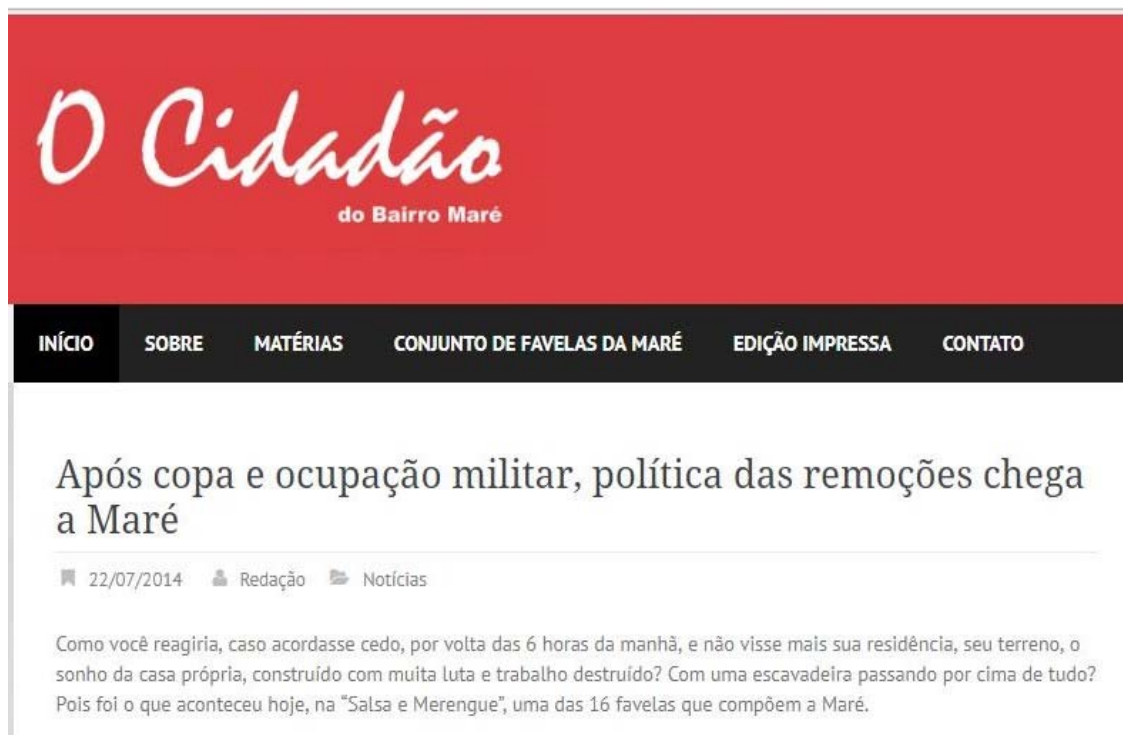 O Cidadão
do Bairro Maré
INÍCIO SOBRE MATÉRIAS CONJUNTO DE FAVELAS DA MARÉ EDIÇÃO IMPRESSA CONTATO
Após copa e ocupação militar, política das remoções chega
a Maré
22/07/2014 Redação Notícias
Como você reagiria, caso acordasse cedo, por volta das 6 horas da manhã, e não visse mais sua residência, seu terreno, o
sonho da casa própria, construído com muita luta e trabalho destruído? Com uma escavadeira passando por cima de tudo?
Pois foi o que aconteceu hoje, na “Salsa e Merengue”, uma das 16 favelas que compõem a Maré.